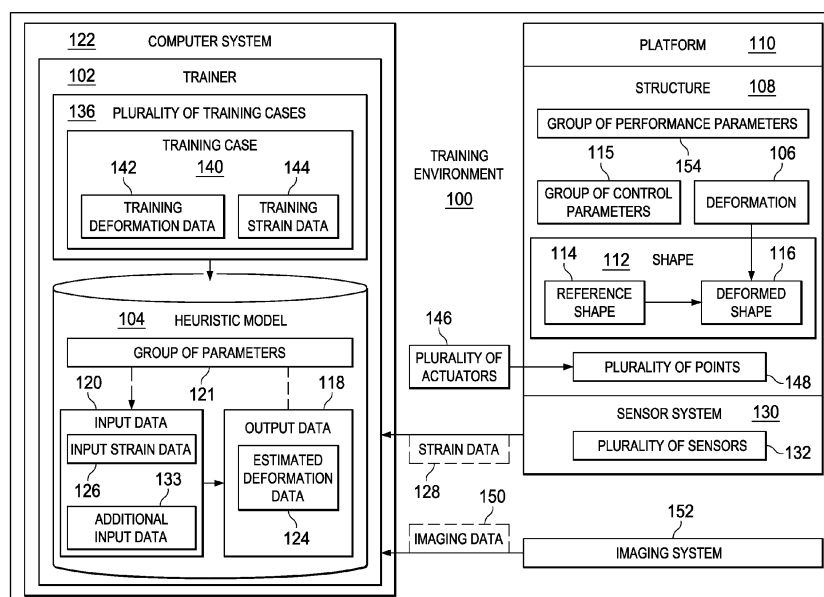 122 COMPUTER SYSTEM
102 TRAINER
136 PLURALITY OF TRAINING CASES
TRAINING CASE
142 140 144
TRAINING
DEFORMATION DATA
TRAINING
STRAIN DATA
104 HEURISTIC MODEL
GROUP OF PARAMETERS
120 121 118
INPUT DATA
INPUT STRAIN DATA
126 133
ADDITIONAL
INPUT DATA
OUTPUT DATA
ESTIMATED
DEFORMATION
DATA
124
TRAINING
ENVIRONMENT
100
146
PLURALITY OF
ACTUATORS
STRAIN DATA
128 150
IMAGING DATA
PLATFORM 110
STRUCTURE 108
GROUP OF PERFORMANCE PARAMETERS
115 154 106
GROUP OF CONTROL
PARAMETERS
DEFORMATION
114 112 SHAPE 116
REFERENCE
SHAPE
DEFORMED
SHAPE
PLURALITY OF POINTS
148
SENSOR SYSTEM 130
PLURALITY OF SENSORS
132
152
IMAGING SYSTEM